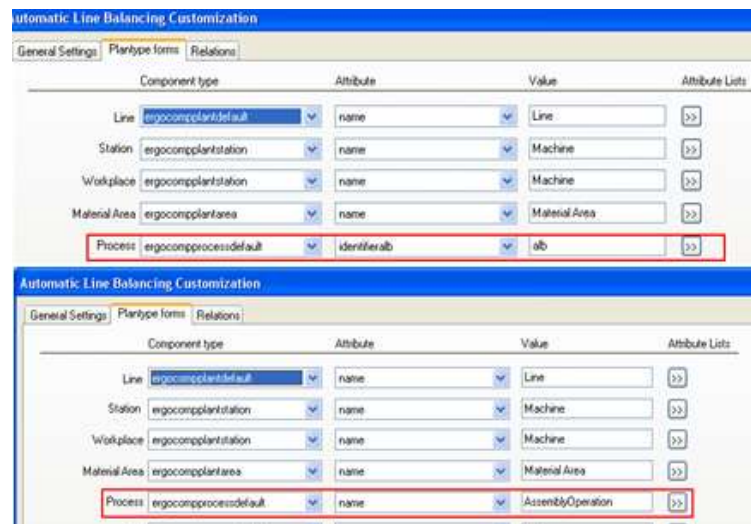 Automatic Line Balancing Customization
General Settings Plantype forms Relations
Component type Attribute Value Attribute Lists
Line ergocompplantdefault name Line >>
Station ergocompplantstation name Machine >>
Workplace ergocompplantstation name Machine >>
Material Area ergocompplantarea name Material Area >>
Process ergocompprocessdefault identifieralb alb >>
Automatic Line Balancing Customization
General Settings Plantype forms Relations
Component type Attribute Value Attribute Lists
Line ergocompplantdefault name Line >>
Station ergocompplantstation name Machine >>
Workplace ergocompplantstation name Machine >>
Material Area ergocompplantarea name Material Area >>
Process ergocompprocessdefault name AssemblyOperation >>